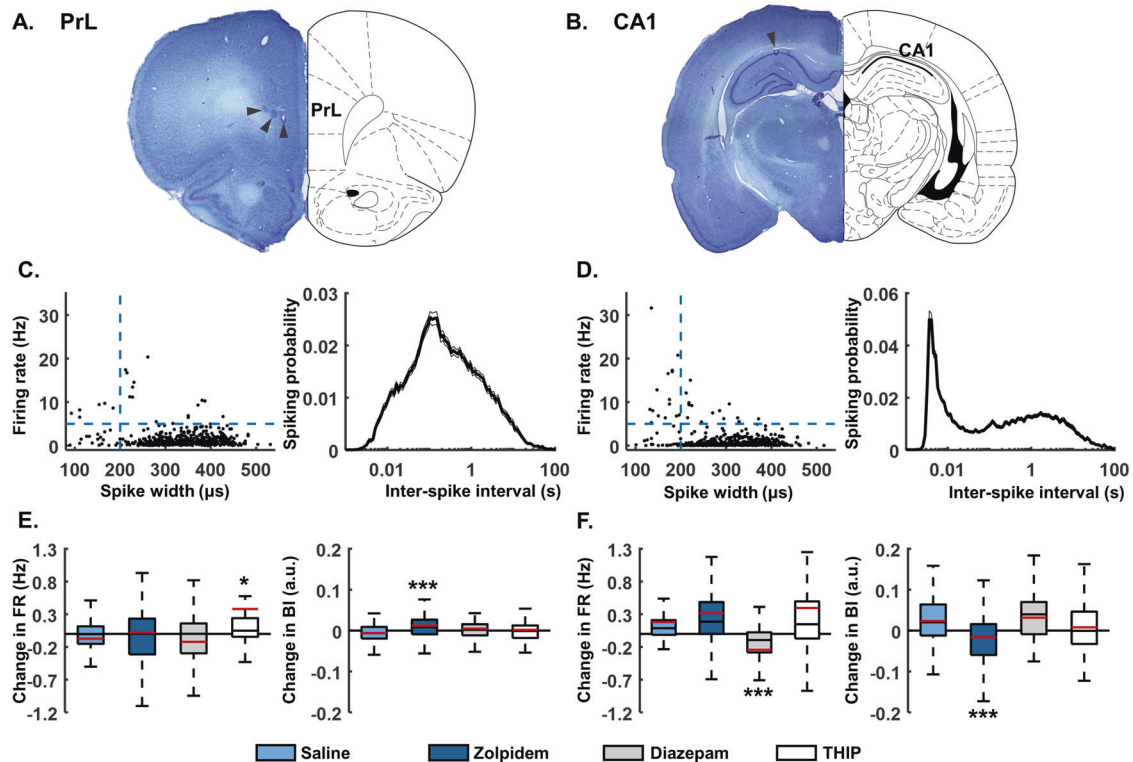 A. PrL
B. CA1
PrL
CA1
C.
D.
Firing rate (Hz)
30
20
10
0
100 200 300 400 500
Spike width (µs)
Spiking probability
0.03
0.02
0.01
0
0.01 1 100
Inter-spike interval (s)
Firing rate (Hz)
30
20
10
0
100 200 300 400 500
Spike width (µs)
Spiking probability
0.06
0.04
0.02
0
0.01 1 100
Inter-spike interval (s)
E.
F.
Change in FR (Hz)
1.3
0.8
0.3
-0.2
-0.7
-1.2
*
Change in BI (a.u.)
0.2
0.1
0
-0.1
-0.2
***
Change in FR (Hz)
1.3
0.8
0.3
-0.2
-0.7
-1.2
***
Change in BI (a.u.)
0.2
0.1
0
-0.1
-0.2
***
Saline Zolpidem Diazepam THIP